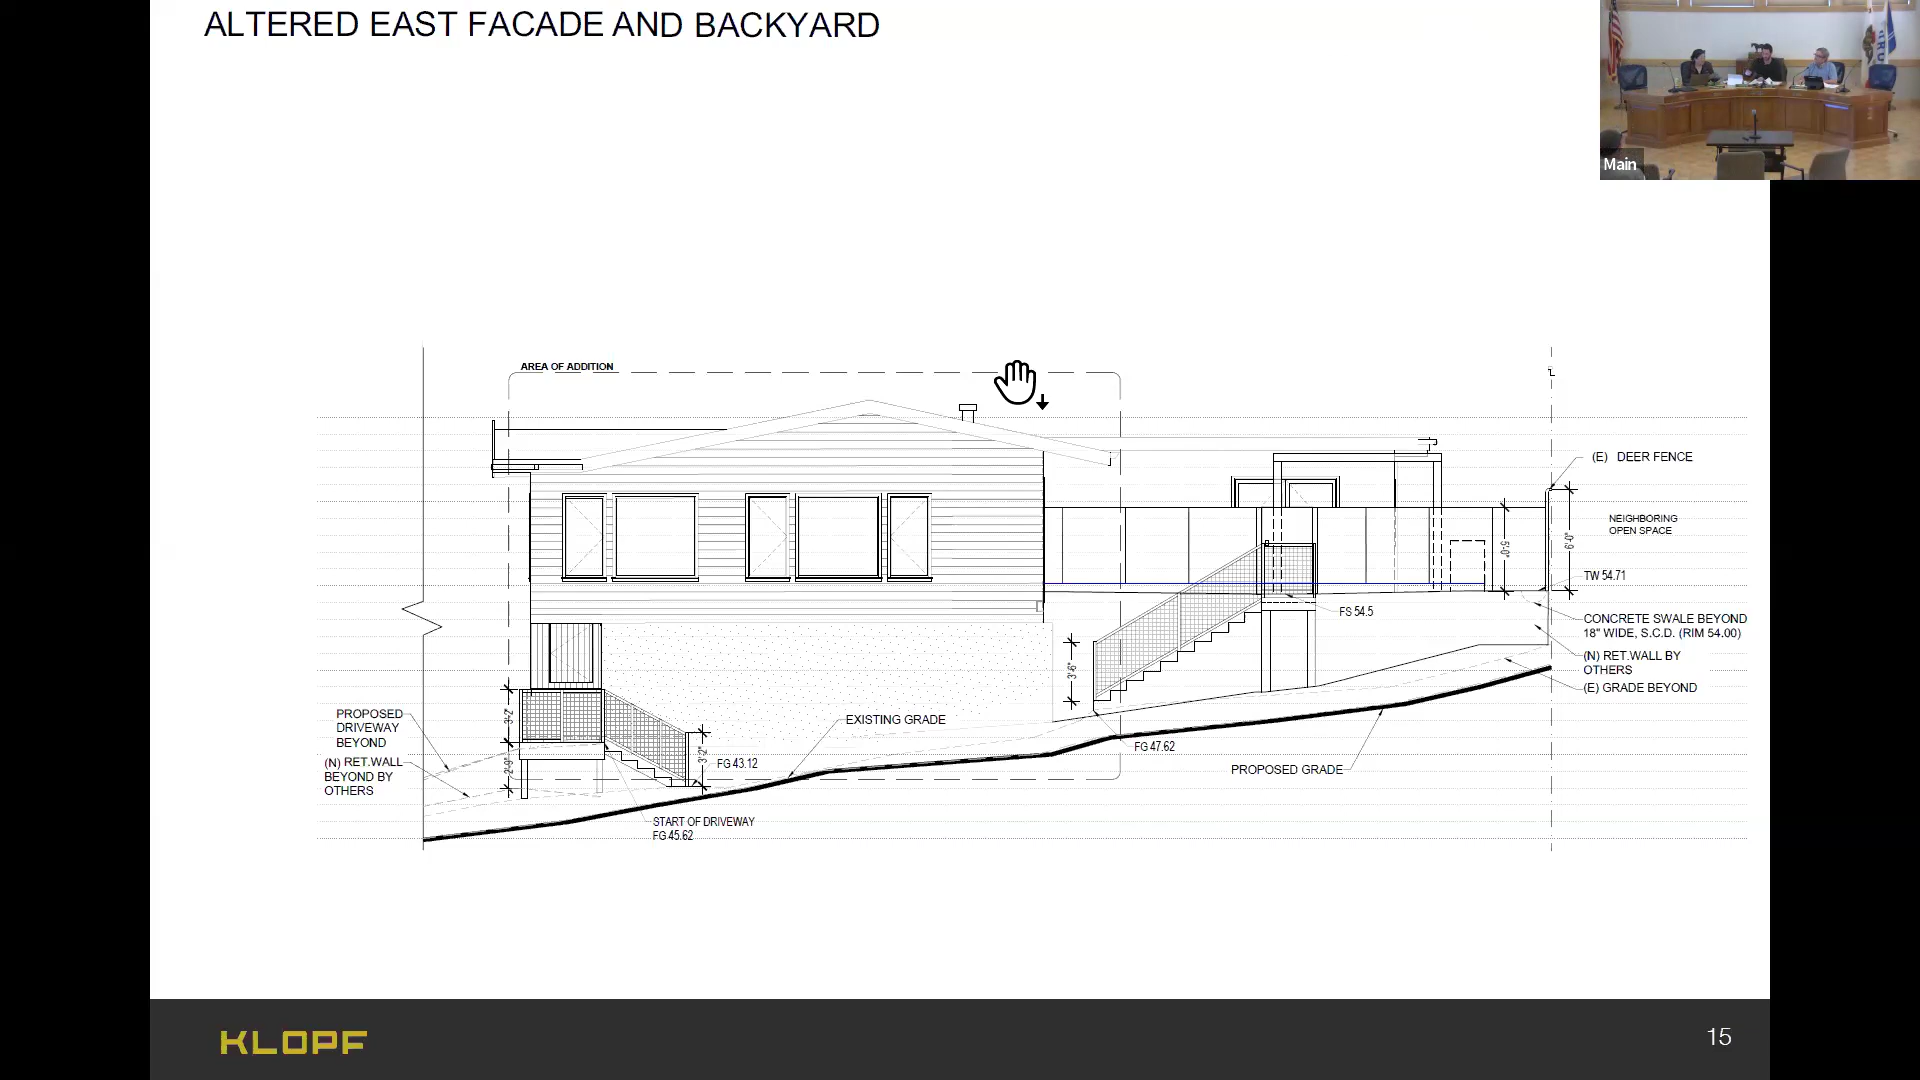 ALTERED EAST FACADE AND BACKYARD
Main
AREA OF ADDITION
(E) DEER FENCE
NEIGHBORING
OPEN SPACE
5'-0"
6'-0"
TW 54.71
FS 54.5
CONCRETE SWALE BEYOND
18" WIDE, S.C.D. (RIM 54.00)
(N) RET.WALL BY
OTHERS
(E) GRADE BEYOND
3'-6"
PROPOSED
DRIVEWAY
BEYOND
3'-2"
EXISTING GRADE
FG 47.62
(N) RET.WALL
BEYOND BY
OTHERS
2'-9"
3'-2"
FG 43.12
PROPOSED GRADE
START OF DRIVEWAY
FG 45.62
KLOPF
15